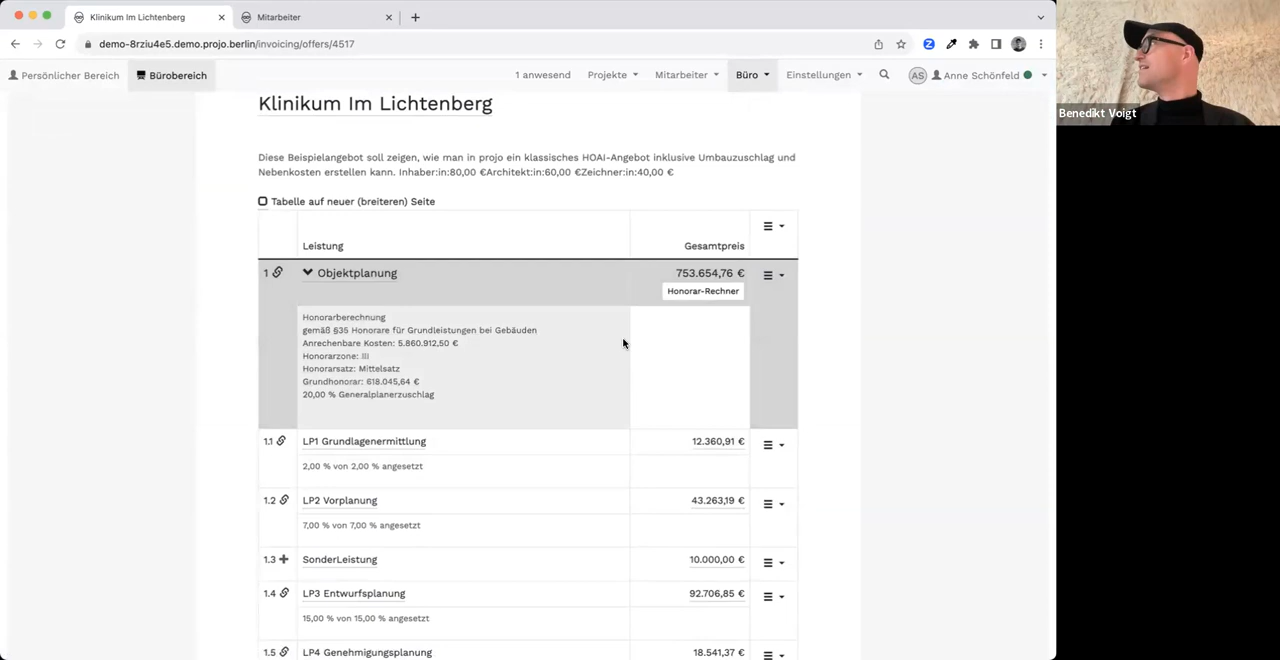 Klinikum Im Lichtenberg
Mitarbeiter
demo-8rziu4e5.demo.projo.berlin/invoicing/offers/4517
Persönlicher Bereich
Bürobereich
1 anwesend
Projekte
Mitarbeiter
Büro
Einstellungen
AS
Anne Schönfeld
Benedikt Voigt
Klinikum Im Lichtenberg
Diese Beispielangebot soll zeigen, wie man in projo ein klassisches HOAI-Angebot inklusive Umbauzuschlag und
Nebenkosten erstellen kann. Inhaber:in:80,00 €Architekt:in:60,00 €Zeichner:in:40,00 €
Tabelle auf neuer (breiteren) Seite
Leistung Gesamtpreis
1 Objektplanung 753.654,76 €
Honorar-Rechner
Honorarberechnung
gemäß §35 Honorare für Grundleistungen bei Gebäuden
Anrechenbare Kosten: 5.860.912,50 €
Honorarzone: III
Honorarsatz: Mittelsatz
Grundhonorar: 618.045,64 €
20,00 % Generalplanerzuschlag
1.1 LP1 Grundlagenermittlung 12.360,91 €
2,00 % von 2,00 % angesetzt
1.2 LP2 Vorplanung 43.263,19 €
7,00 % von 7,00 % angesetzt
1.3 SonderLeistung 10.000,00 €
1.4 LP3 Entwurfsplanung 92.706,85 €
15,00 % von 15,00 % angesetzt
1.5 LP4 Genehmigungsplanung 18.541,37 €